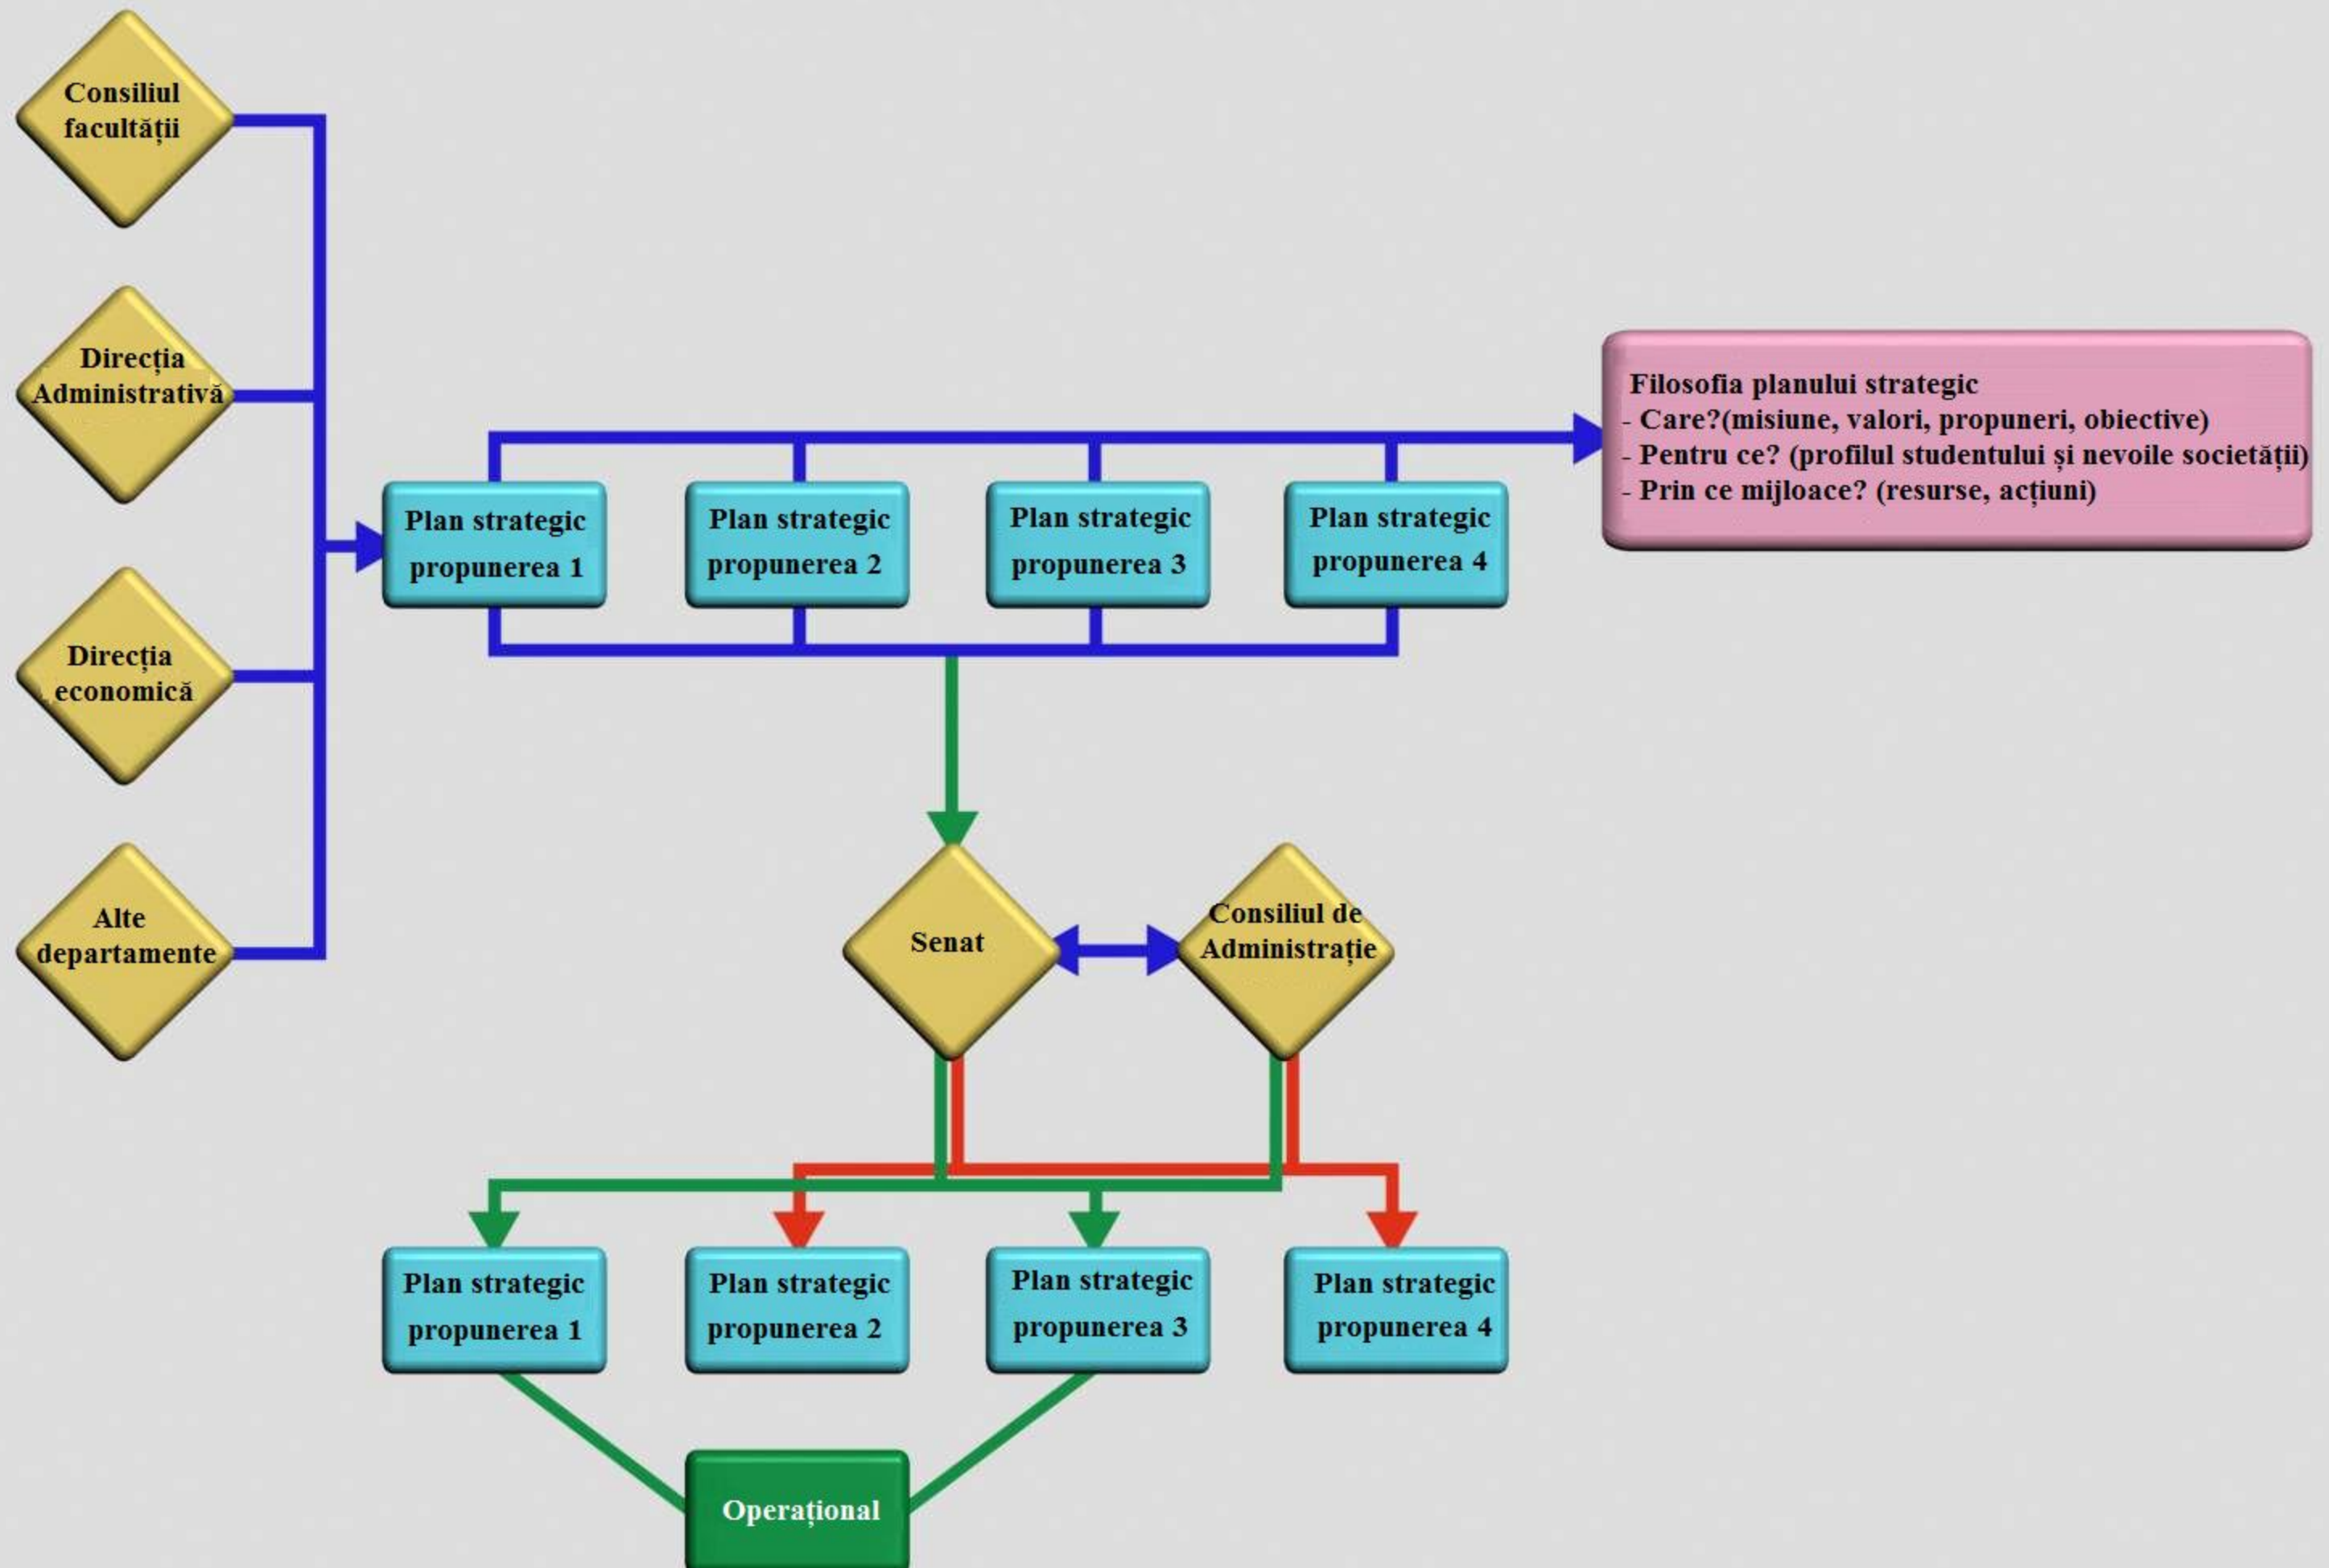 Consiliul
facultății
Direcția
Administrativă
Direcția
economică
Alte
departamente
Plan strategic
propunerea 1
Plan strategic
propunerea 2
Plan strategic
propunerea 3
Plan strategic
propunerea 4
Filosofia planului strategic
- Care?(misiune, valori, propuneri, obiective)
- Pentru ce? (profilul studentului și nevoile societății)
- Prin ce mijloace? (resurse, acțiuni)
Senat
Consiliul de
Administrație
Plan strategic
propunerea 1
Plan strategic
propunerea 2
Plan strategic
propunerea 3
Plan strategic
propunerea 4
Operațional